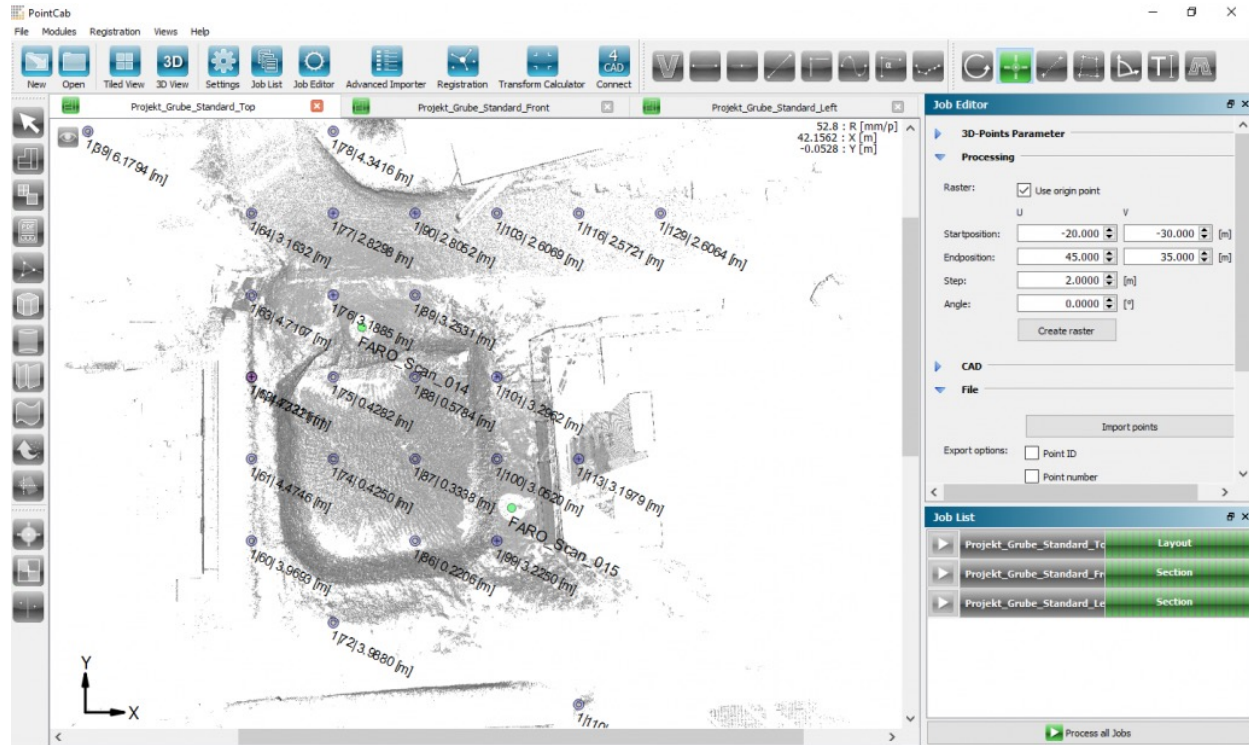 PointCab
File Modules Registration Views Help
New Open Tiled View 3D View Settings Job List Job Editor Advanced Importer Registration Transform Calculator Connect
3D
4 CAD
Projekt_Grube_Standard_Top
Projekt_Grube_Standard_Front
Projekt_Grube_Standard_Left
52.8 : R [mm/p]
42.1562 : X [m]
-0.0528 : Y [m]
1|39|6.1794 [m]
1|78|4.3416 [m]
1|64|3.1632 [m]
1|77|2.8298 [m]
1|90|2.8052 [m]
1|103|2.6069 [m]
1|116|2.5721 [m]
1|129|2.6064 [m]
1|63|4.7107 [m]
1|76|3.1885 [m]
1|89|3.2531 [m]
FARO_Scan_014
1|75|0.4282 [m]
1|88|0.5784 [m]
1|101|3.2962 [m]
1|61|4.4746 [m]
1|74|0.4250 [m]
1|87|0.3338 [m]
1|100|3.0520 [m]
1|113|3.1979 [m]
FARO_Scan_015
1|60|3.9693 [m]
1|86|0.2206 [m]
1|99|3.2250 [m]
1|72|3.9680 [m]
1|110|
Y
X
Job Editor
3D-Points Parameter
Processing
Raster: Use origin point
U V
Startposition: -20.000 -30.000 [m]
Endposition: 45.000 35.000 [m]
Step: 2.0000 [m]
Angle: 0.0000 [°]
Create raster
CAD
File
Import points
Export options: Point ID
Point number
Job List
Projekt_Grube_Standard_To Layout
Projekt_Grube_Standard_Fr Section
Projekt_Grube_Standard_Le Section
Process all Jobs